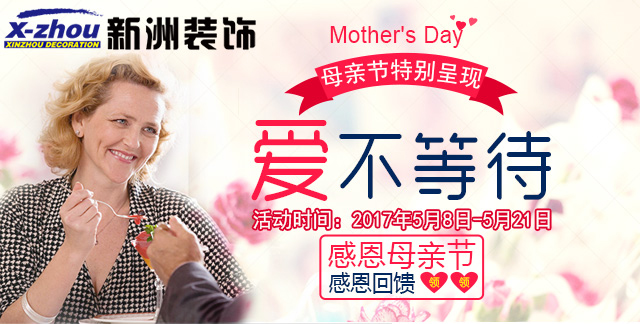 X-zhou
XINZHOU DECORATION
新洲装饰
Mother's Day
母亲节特别呈现
爱不等待
活动时间：2017年5月8日-5月21日
感恩母亲节
感恩回馈 领 领